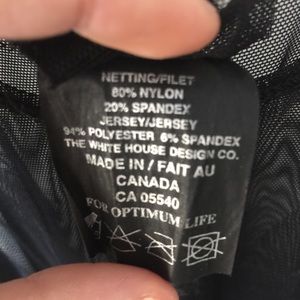 NETTING/FILET
80% NYLON
20% SPANDEX
JERSEY/JERSEY
94% POLYESTER 6% SPANDEX
THE WHITE HOUSE DESIGN CO.
MADE IN / FAIT AU
CANADA
CA 05540
FOR OPTIMUM LIFE